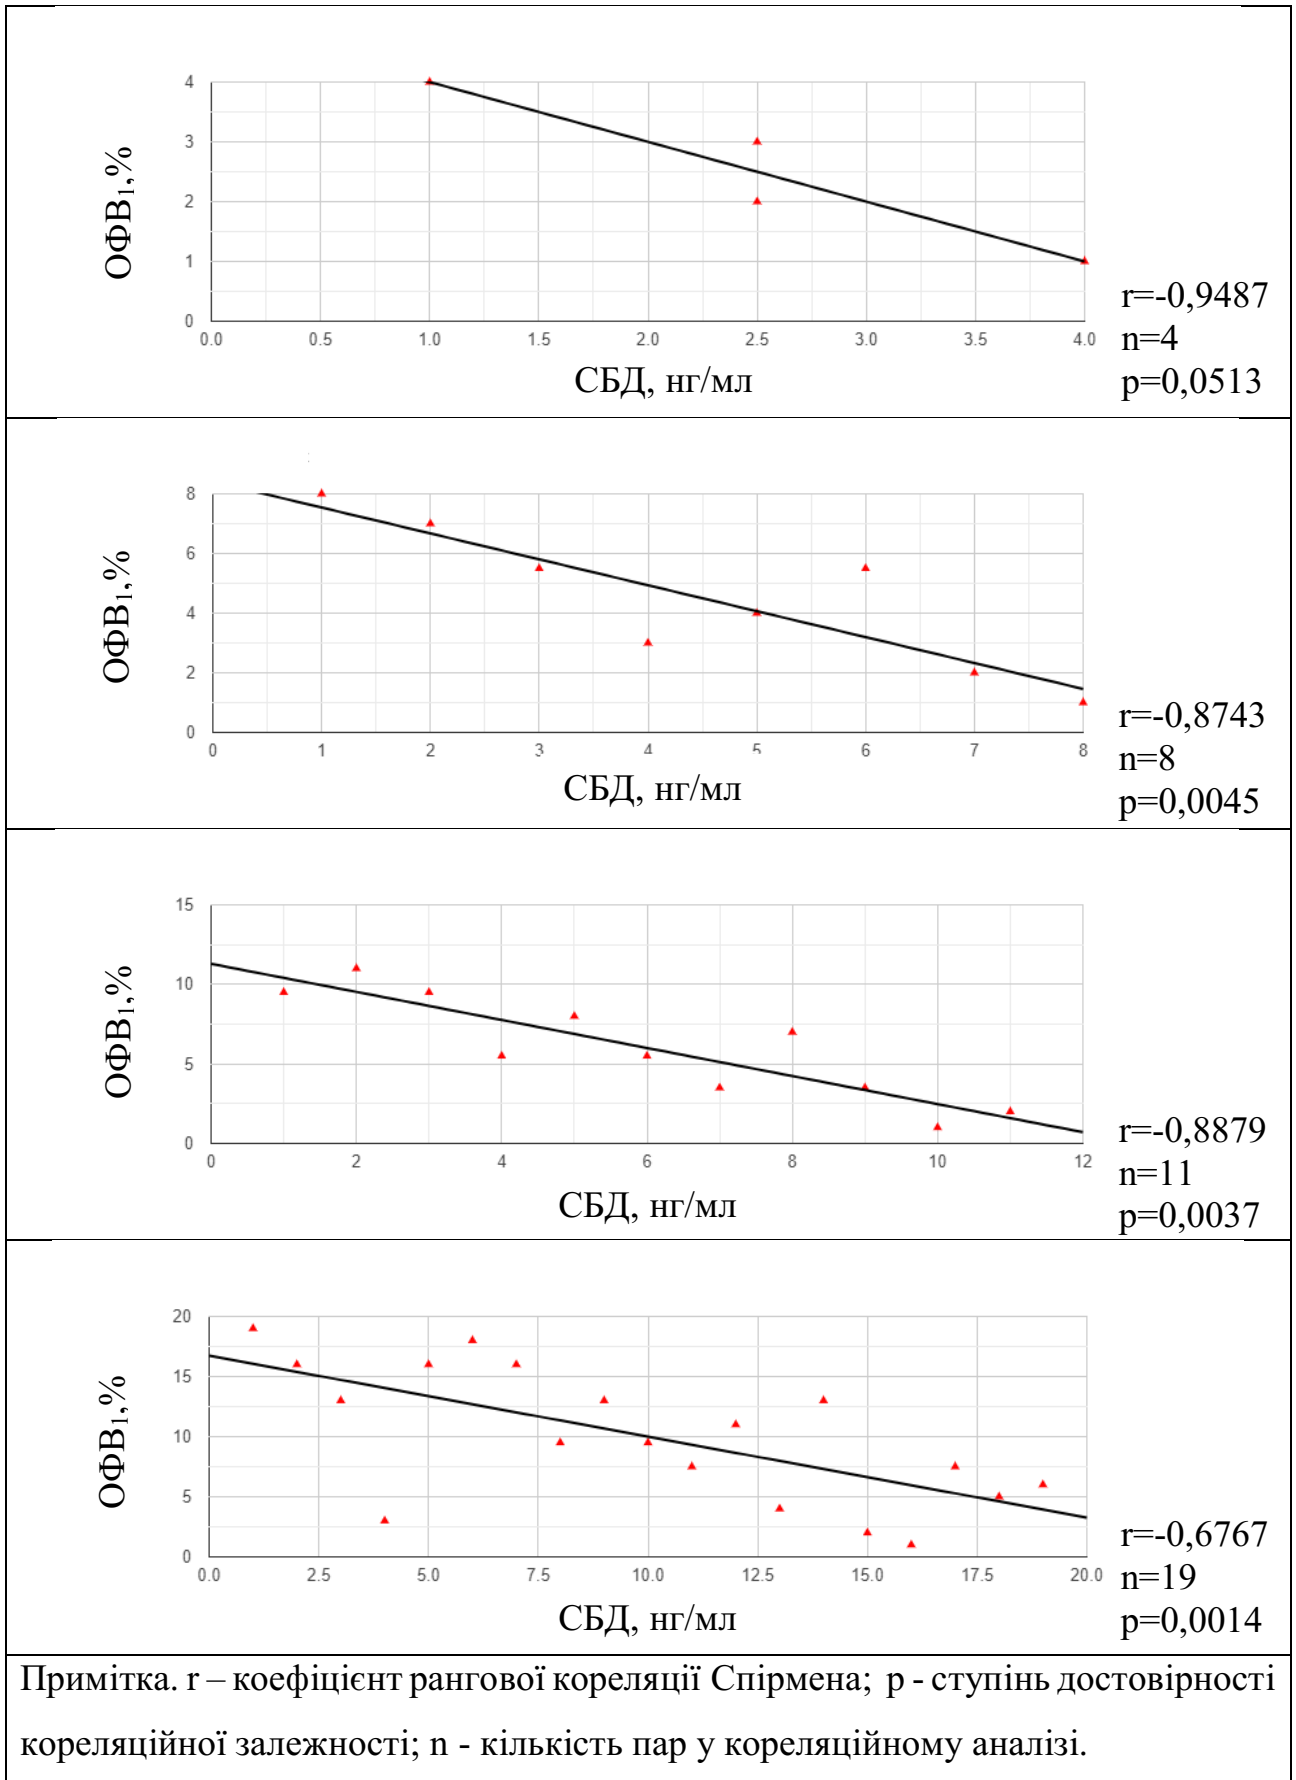 4
3
2
1
0
ОФВ₁,%
0.0 0.5 1.0 1.5 2.0 2.5 3.0 3.5 4.0
СБД, нг/мл
r=-0,9487
n=4
p=0,0513
8
6
4
2
0
ОФВ₁,%
0 1 2 3 4 5 6 7 8
СБД, нг/мл
r=-0,8743
n=8
p=0,0045
15
10
5
0
ОФВ₁,%
0 2 4 6 8 10 12
СБД, нг/мл
r=-0,8879
n=11
p=0,0037
20
15
10
5
0
ОФВ₁,%
0.0 2.5 5.0 7.5 10.0 12.5 15.0 17.5 20.0
СБД, нг/мл
r=-0,6767
n=19
p=0,0014
Примітка. r – коефіцієнт рангової кореляції Спірмена; p - ступінь достовірності
кореляційної залежності; n - кількість пар у кореляційному аналізі.